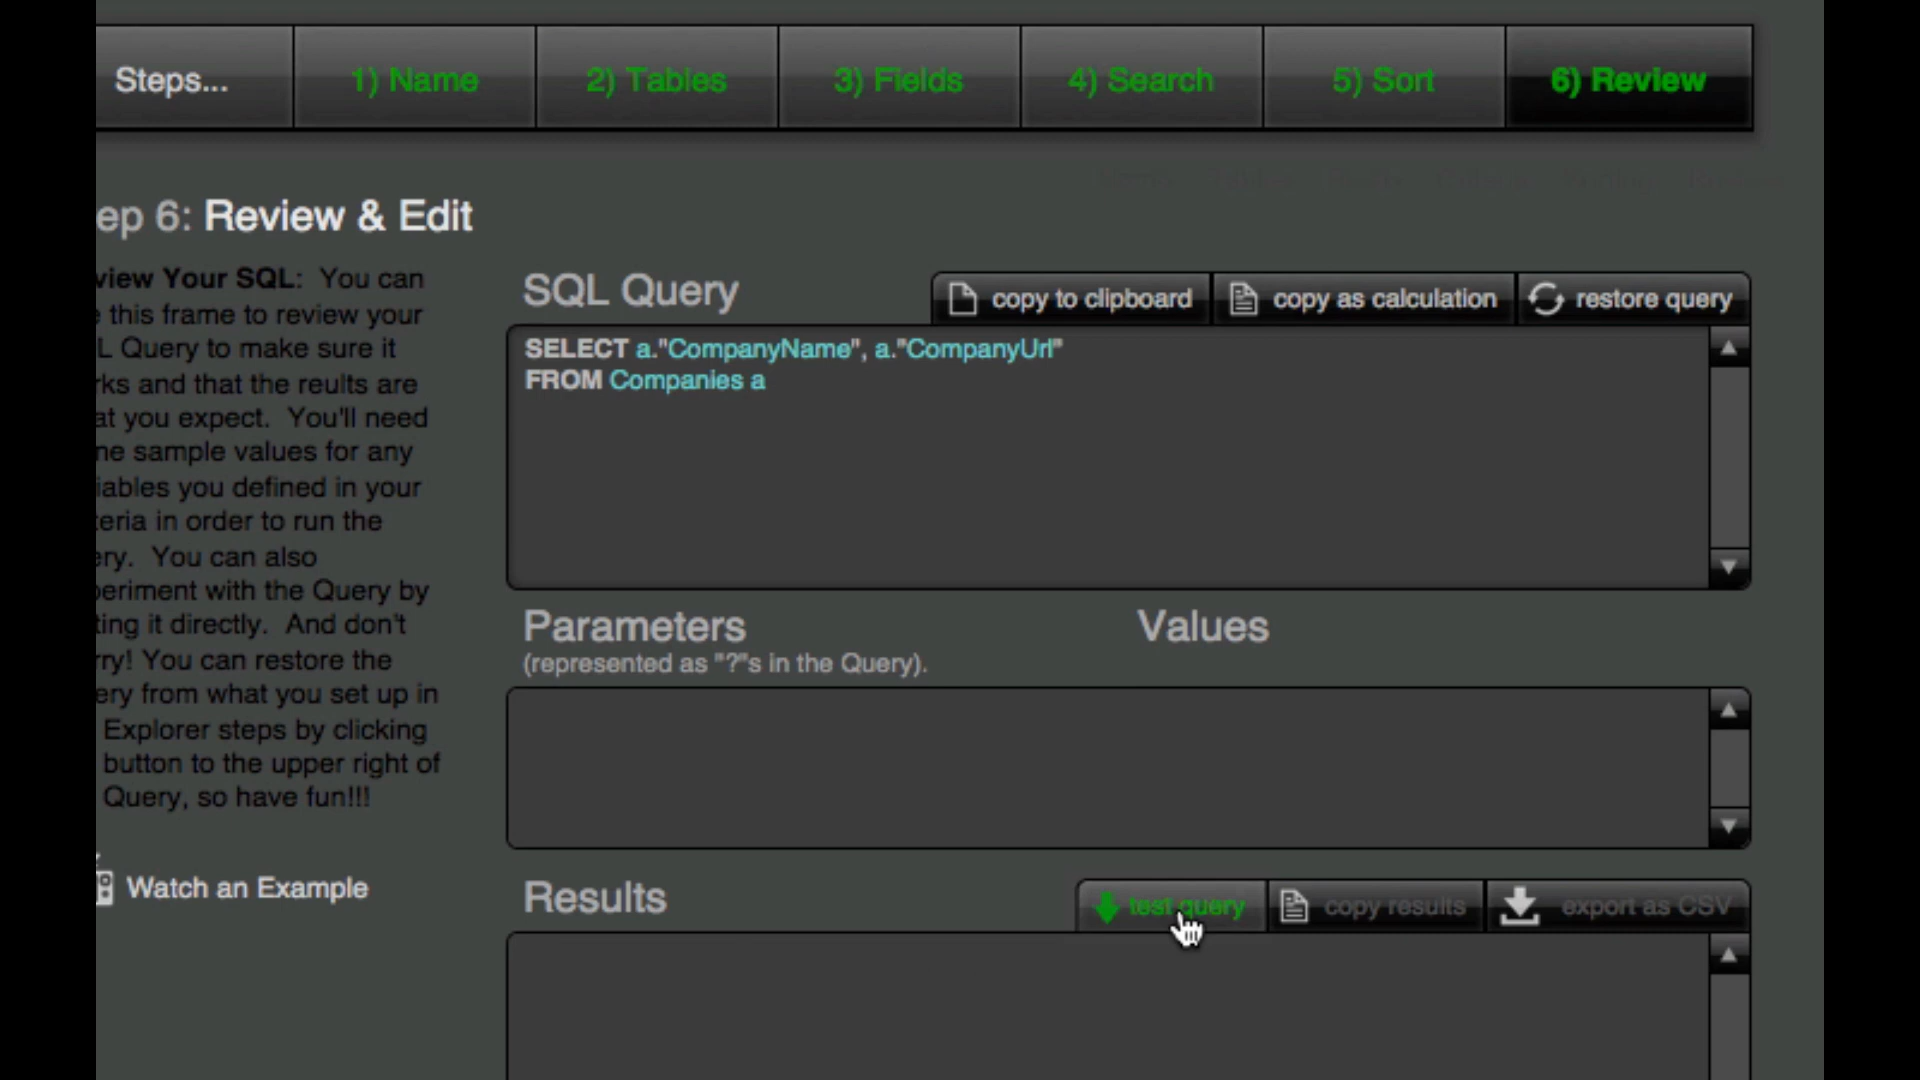 Steps... 1) Name 2) Tables 3) Fields 4) Search 5) Sort 6) Review
ep 6: Review & Edit
view Your SQL: You can
this frame to review your
L Query to make sure it
rks and that the reults are
at you expect. You'll need
ne sample values for any
iables you defined in your
eria in order to run the
ery. You can also
periment with the Query by
ting it directly. And don't
rry! You can restore the
ery from what you set up in
Explorer steps by clicking
button to the upper right of
Query, so have fun!!!
Watch an Example
SQL Query
copy to clipboard copy as calculation restore query
SELECT a."CompanyName", a."CompanyUrl"
FROM Companies a
Parameters Values
(represented as "?"s in the Query).
Results
test query copy results export as CSV